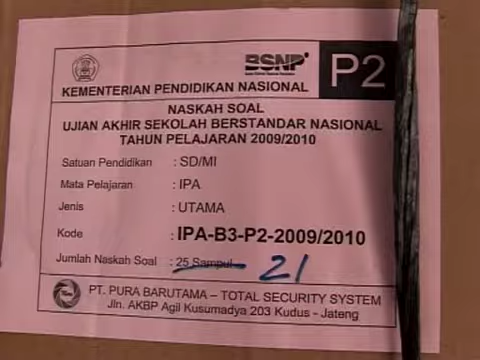 BSNP
P2
KEMENTERIAN PENDIDIKAN NASIONAL
NASKAH SOAL
UJIAN AKHIR SEKOLAH BERSTANDAR NASIONAL
TAHUN PELAJARAN 2009/2010
Satuan Pendidikan : SD/MI
Mata Pelajaran : IPA
Jenis : UTAMA
Kode : IPA-B3-P2-2009/2010
Jumlah Naskah Soal : 25 Sampul 21
PT. PURA BARUTAMA – TOTAL SECURITY SYSTEM
Jln. AKBP Agil Kusumadya 203 Kudus - Jateng